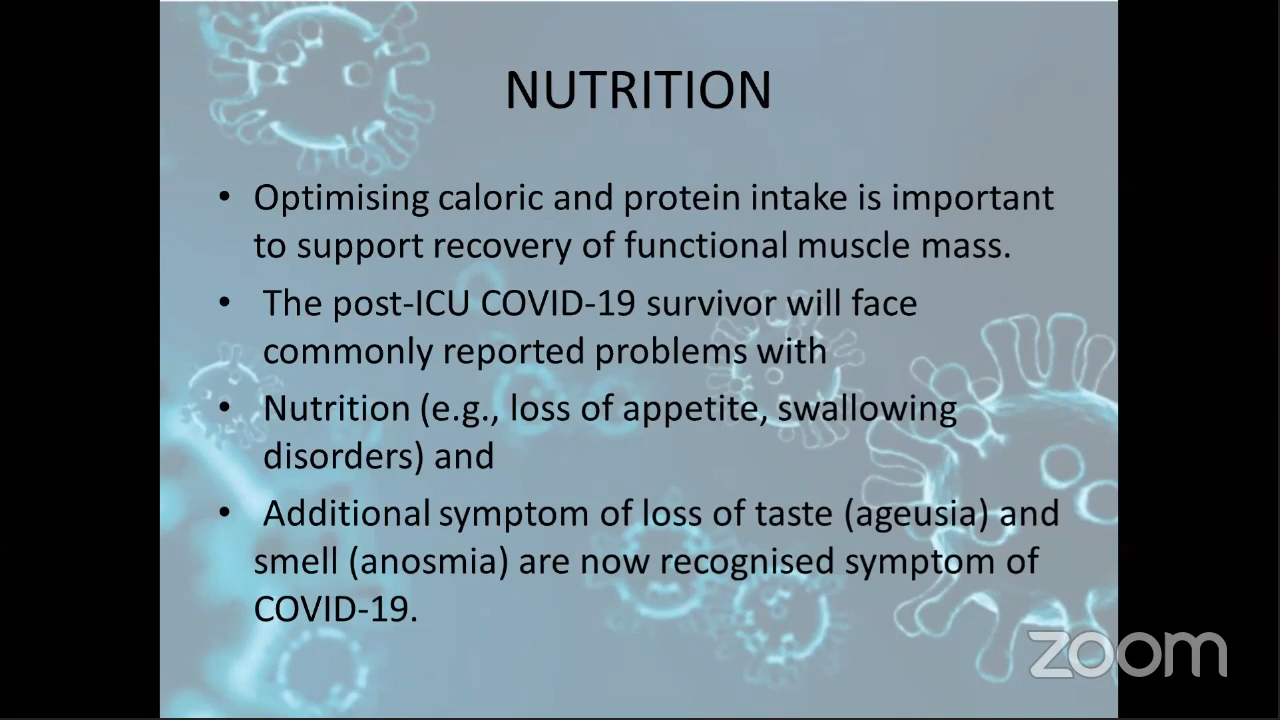 NUTRITION
• Optimising caloric and protein intake is important
to support recovery of functional muscle mass.
• The post-ICU COVID-19 survivor will face
commonly reported problems with
• Nutrition (e.g., loss of appetite, swallowing
disorders) and
• Additional symptom of loss of taste (ageusia) and
smell (anosmia) are now recognised symptom of
COVID-19.
zoom